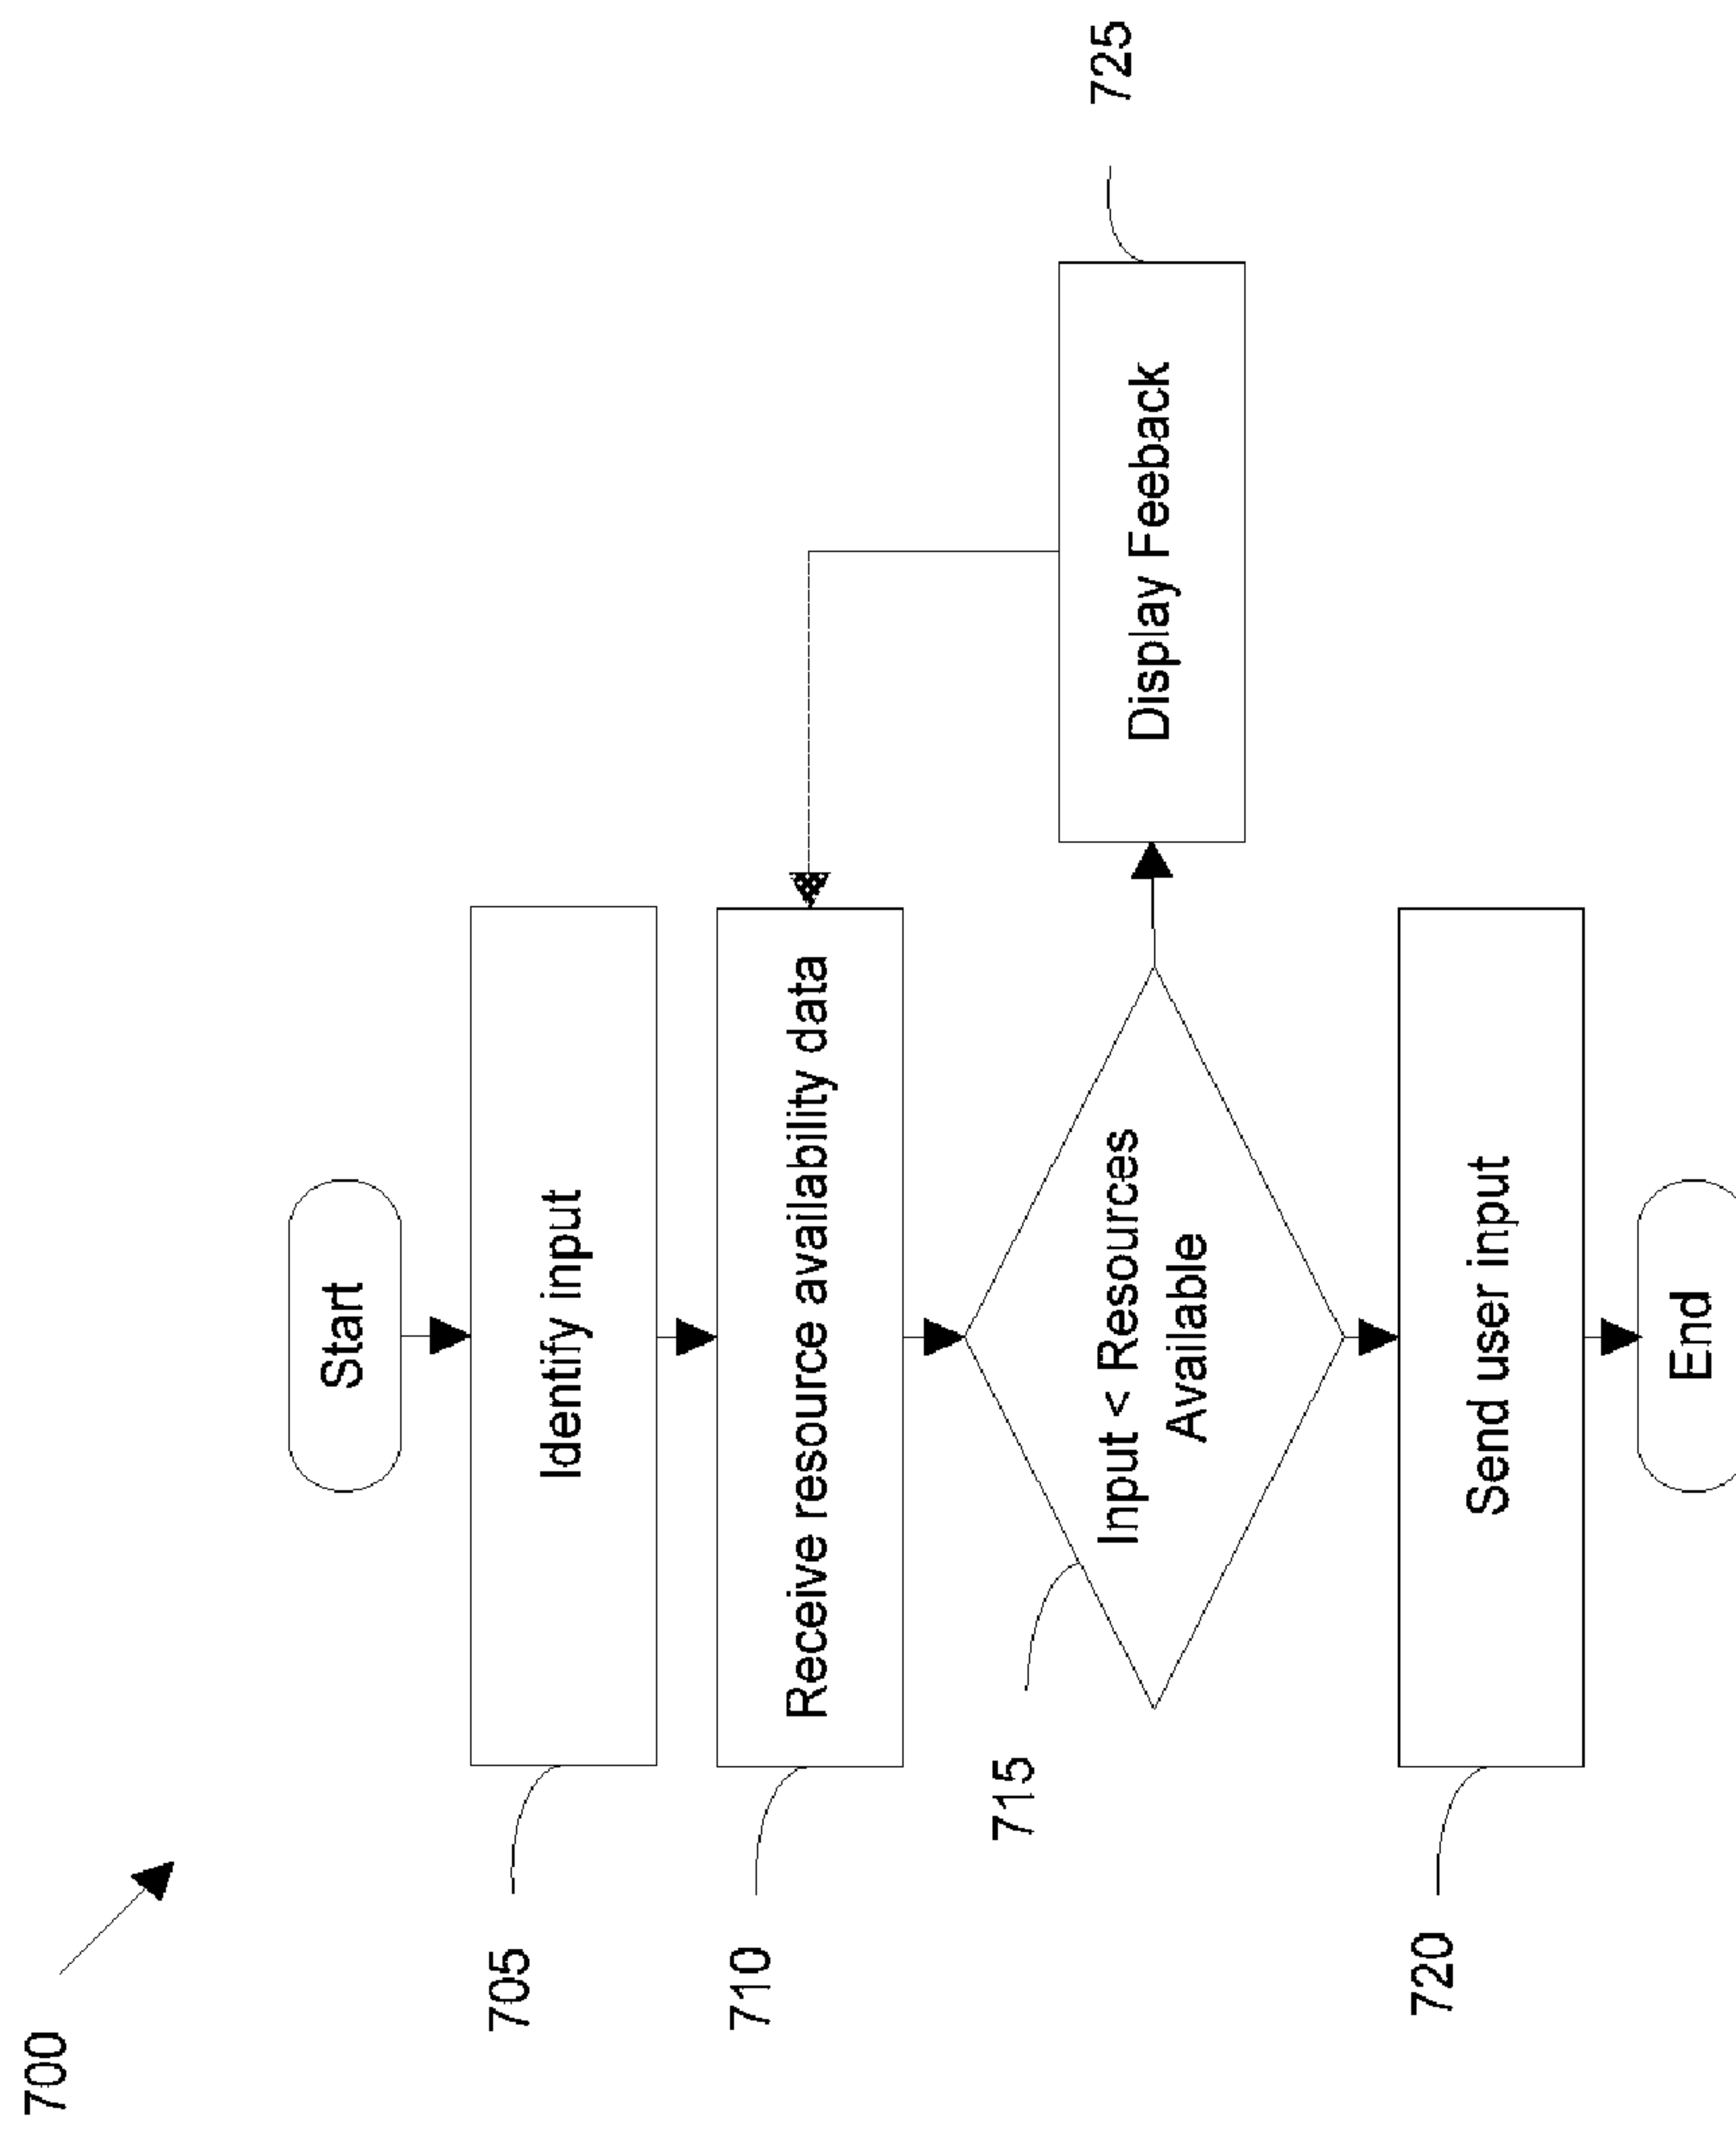 700
Start
Identify input
705
Receive resource availability data
710
Input < Resources
Available
715
Display Feeback
725
Send user input
720
End